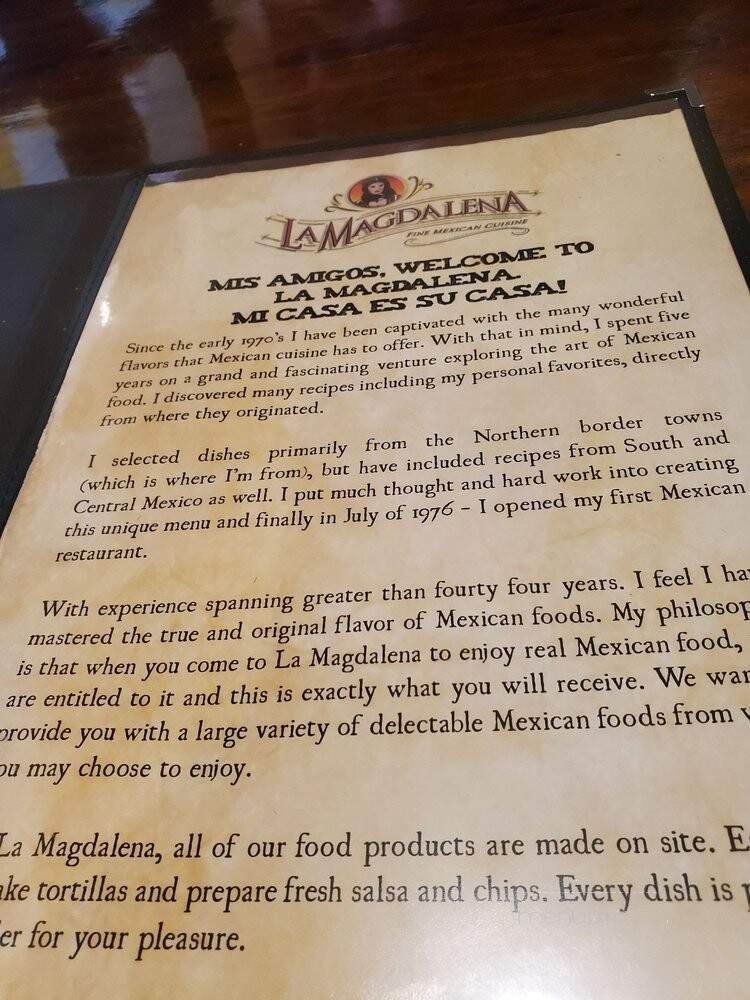 LA MAGDALENA
FINE MEXICAN CUISINE
MIS AMIGOS, WELCOME TO
LA MAGDALENA.
MI CASA ES SU CASA!
Since the early 1970's I have been captivated with the many wonderful
flavors that Mexican cuisine has to offer. With that in mind, I spent five
years on a grand and fascinating venture exploring the art of Mexican
food. I discovered many recipes including my personal favorites, directly
from where they originated.
I selected dishes primarily from the Northern border towns
(which is where I'm from), but have included recipes from South and
Central Mexico as well. I put much thought and hard work into creating
this unique menu and finally in July of 1976 - I opened my first Mexican
restaurant.
With experience spanning greater than fourty four years. I feel I ha
mastered the true and original flavor of Mexican foods. My philosop
is that when you come to La Magdalena to enjoy real Mexican food,
are entitled to it and this is exactly what you will receive. We wa
provide you with a large variety of delectable Mexican foods from
ou may choose to enjoy.
La Magdalena, all of our food products are made on site. E
ake tortillas and prepare fresh salsa and chips. Every dish is
er for your pleasure.